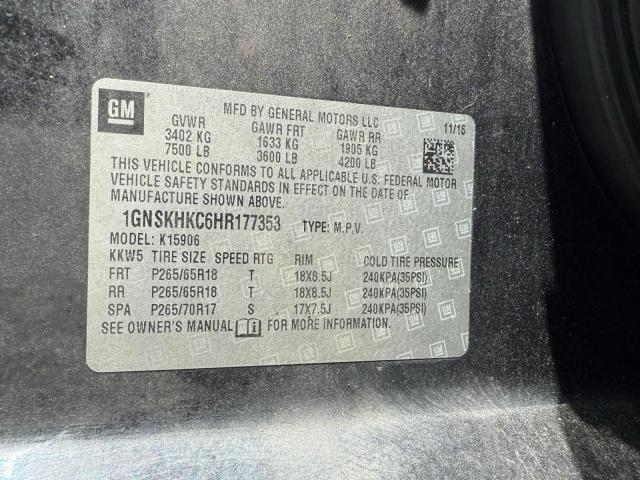 GM
MFD BY GENERAL MOTORS LLC
11/16
GVWR GAWR FRT GAWR RR
3402 KG 1633 KG 1905 KG
7500 LB 3600 LB 4200 LB
THIS VEHICLE CONFORMS TO ALL APPLICABLE U.S. FEDERAL MOTOR
VEHICLE SAFETY STANDARDS IN EFFECT ON THE DATE OF
MANUFACTURE SHOWN ABOVE.
1GNSKHKC6HR177353 TYPE: M.P.V.
MODEL: K15906
KKW5 TIRE SIZE SPEED RTG RIM COLD TIRE PRESSURE
FRT P265/65R18 T 18X8.5J 240KPA(35PSI)
RR P265/65R18 T 18X8.5J 240KPA(35PSI)
SPA P265/70R17 S 17X7.5J 240KPA(35PSI)
SEE OWNER'S MANUAL FOR MORE INFORMATION.